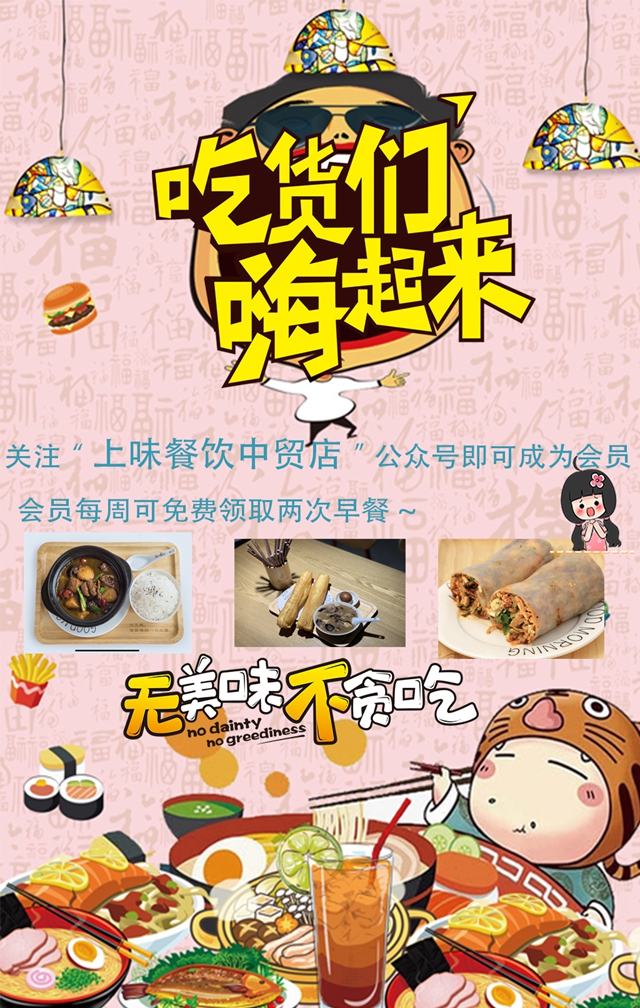 吃货们
嗨起来
关注“上味餐饮中贸店”公众号即可成为会员
会员每周可免费领取两次早餐～
OOD MORNING
无美味不贪吃
no dainty
no greediness